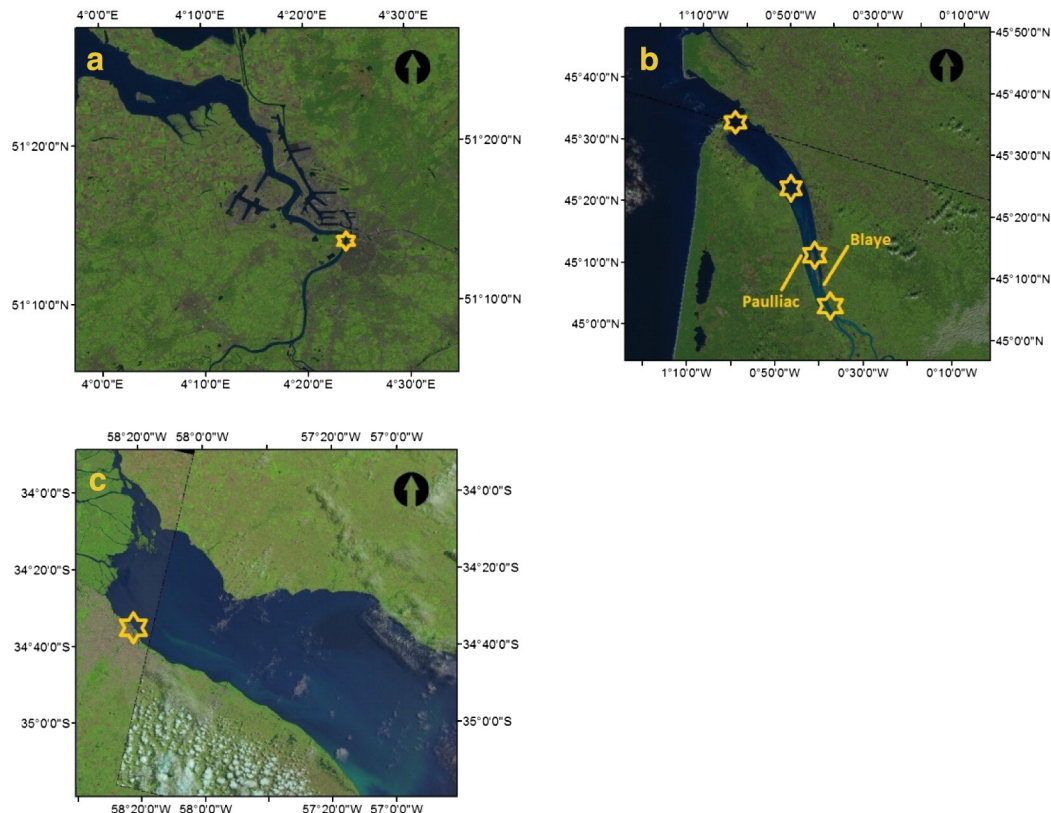 4°0'0"E 4°10'0"E 4°20'0"E 4°30'0"E
a
51°20'0"N 51°20'0"N
51°10'0"N 51°10'0"N
4°0'0"E 4°10'0"E 4°20'0"E 4°30'0"E
1°10'0"W 0°50'0"W 0°30'0"W 0°10'0"W
b
45°50'0"N
45°40'0"N 45°40'0"N
45°30'0"N 45°30'0"N
45°20'0"N 45°20'0"N
Blaye
45°10'0"N 45°10'0"N
Paulliac
45°0'0"N 45°0'0"N
1°10'0"W 0°50'0"W 0°30'0"W 0°10'0"W
58°20'0"W 58°0'0"W 57°20'0"W 57°0'0"W
c
34°0'0"S 34°0'0"S
34°20'0"S 34°20'0"S
34°40'0"S 34°40'0"S
35°0'0"S 35°0'0"S
58°20'0"W 58°0'0"W 57°20'0"W 57°0'0"W